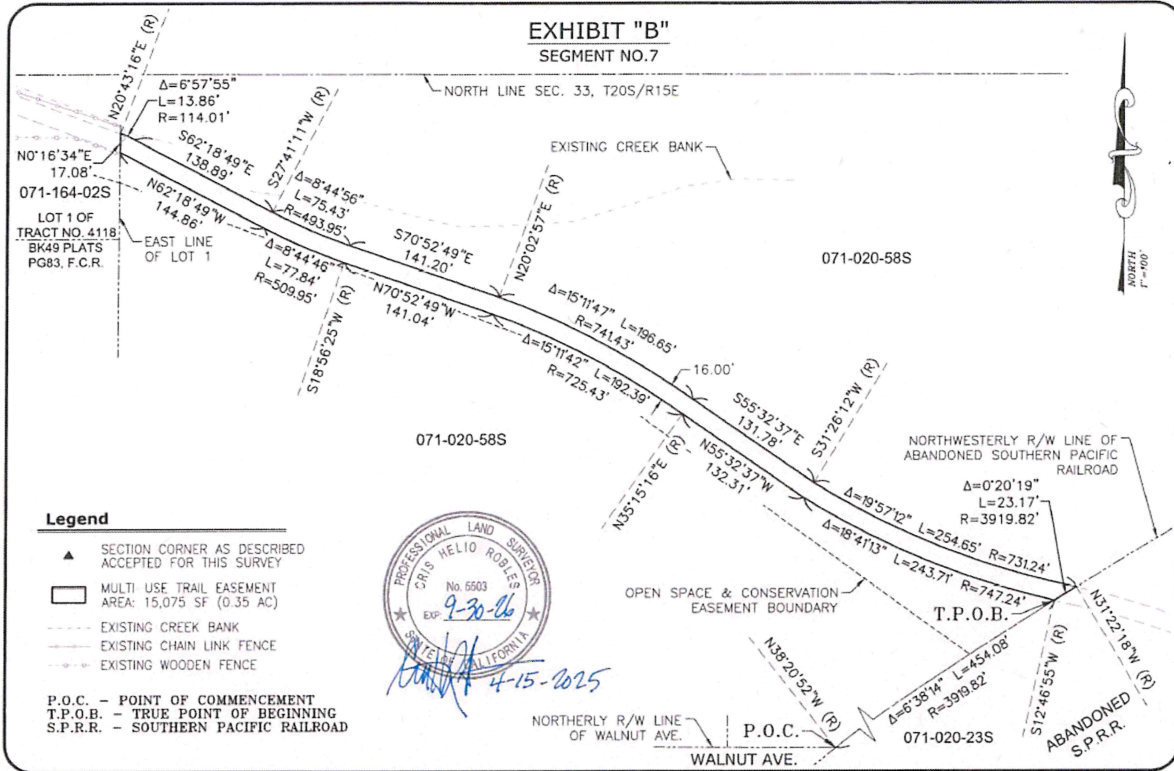 EXHIBIT "B"
SEGMENT NO.7
NORTH LINE SEC. 33, T20S/R15E
N20°43'16"E (R)
Δ=6°57'55"
L=13.86'
R=114.01'
S62°18'49"E
138.89'
S27°41'11"W (R)
EXISTING CREEK BANK
N0°16'34"E
17.08'
071-164-02S
LOT 1 OF
TRACT NO. 4118
BK49 PLATS
PG83, F.C.R.
EAST LINE
OF LOT 1
N62°18'49"W
144.86'
Δ=8°44'56"
L=75.43'
R=493.95'
Δ=8°44'46"
L=77.84'
R=509.95'
S70°52'49"E
141.20'
N70°52'49"W
141.04'
S18°56'25"W (R)
N20°02'57"E (R)
071-020-58S
NORTH
1"=100'
Δ=15°11'47" L=196.65'
R=741.43'
Δ=15°11'42" L=192.39'
R=725.43'
16.00'
S55°32'37"E
131.78'
N55°32'37"W
132.31'
N35°15'16"E (R)
S31°26'12"W (R)
071-020-58S
NORTHWESTERLY R/W LINE OF
ABANDONED SOUTHERN PACIFIC
RAILROAD
Δ=0°20'19"
L=23.17'
R=3919.82'
Δ=19°57'12" L=254.65' R=731.24'
Δ=18°41'13" L=243.71' R=747.24'
T.P.O.B.
OPEN SPACE & CONSERVATION
EASEMENT BOUNDARY
N31°22'18"W (R)
S12°46'55"W (R)
N38°20'52"W (R)
Δ=6°38'14" L=454.08'
R=3919.82'
071-020-23S
ABANDONED
S.P.R.R.
NORTHERLY R/W LINE
OF WALNUT AVE.
P.O.C.
WALNUT AVE.
Legend
SECTION CORNER AS DESCRIBED
ACCEPTED FOR THIS SURVEY
MULTI USE TRAIL EASEMENT
AREA: 15,075 SF (0.35 AC)
EXISTING CREEK BANK
EXISTING CHAIN LINK FENCE
EXISTING WOODEN FENCE
P.O.C. - POINT OF COMMENCEMENT
T.P.O.B. - TRUE POINT OF BEGINNING
S.P.R.R. - SOUTHERN PACIFIC RAILROAD
PROFESSIONAL LAND SURVEYOR
CRIS HELIO ROBLES
No. 5503
EXP 9-30-26
STATE OF CALIFORNIA
4-15-2025